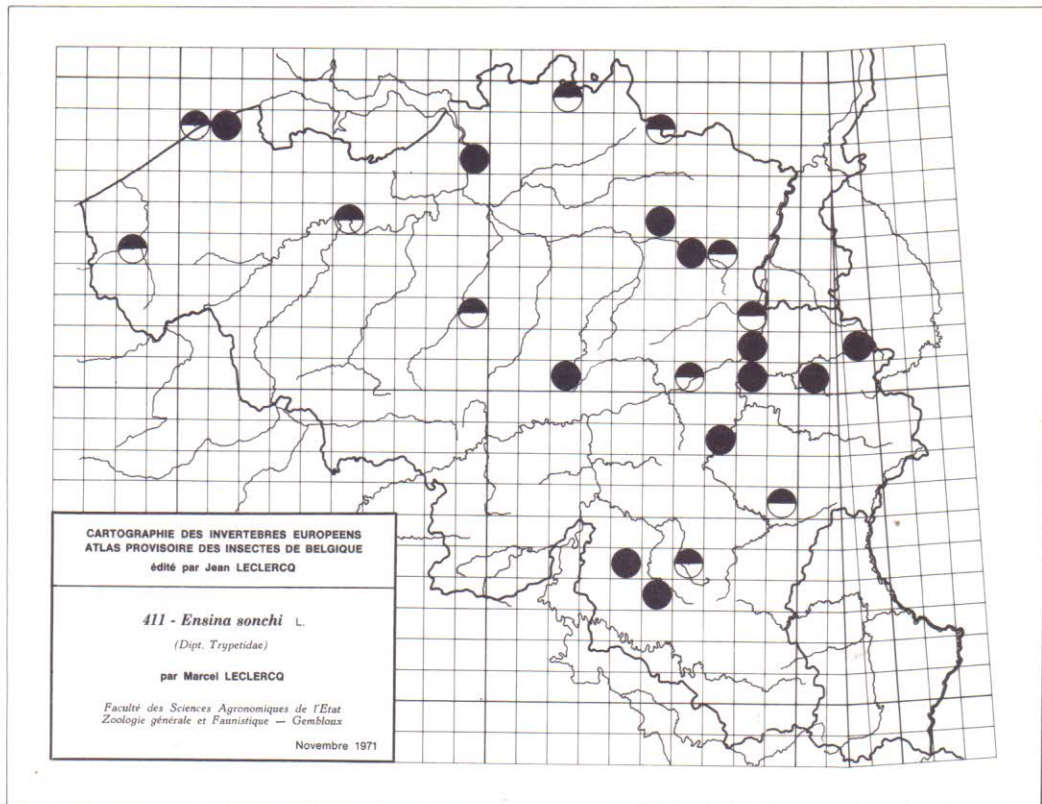 CARTOGRAPHIE DES INVERTEBRES EUROPEENS
ATLAS PROVISOIRE DES INSECTES DE BELGIQUE
édité par Jean LECLERCQ
411 - Ensina sonchi L.
(Dipt. Trypetidae)
par Marcel LECLERCQ
Faculté des Sciences Agronomiques de l'Etat
Zoologie générale et Faunistique — Gembloux
Novembre 1971